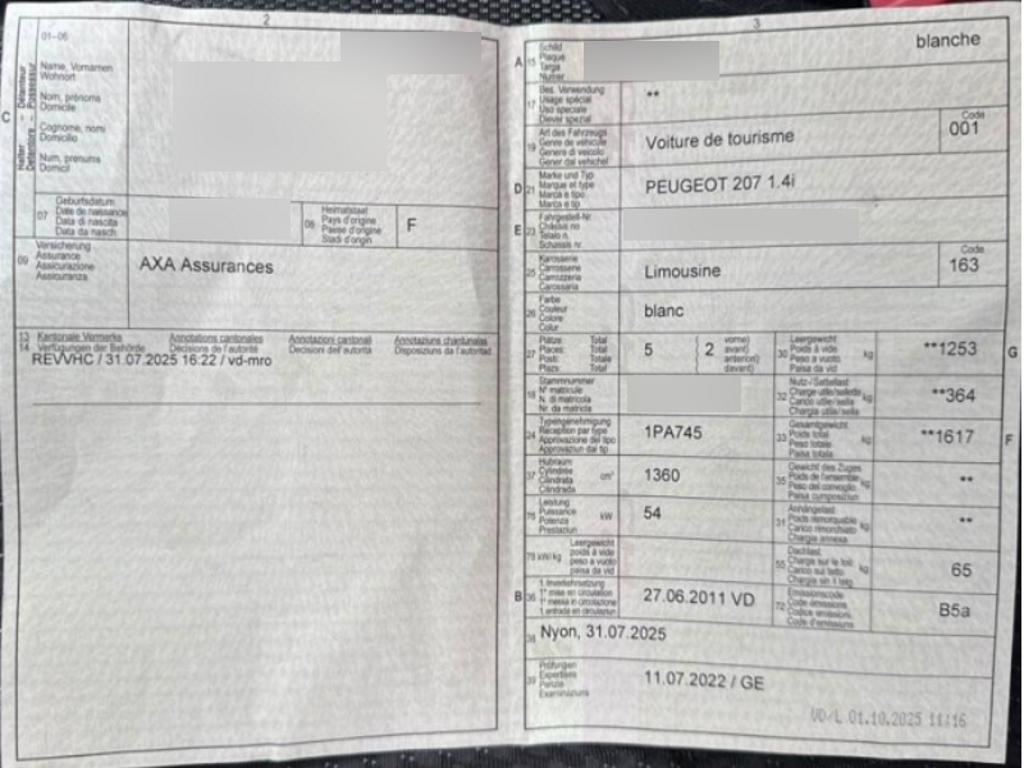 2
01-06
Halter - Détenteur
Detentore - Possessur
C
Name, Vornamen
Wohnort
Nom, prénoms
Domicile
Cognome, nomi
Domicilio
Num, prenums
Domicil
07
Geburtsdatum
Date de naissance
Data di nascita
Data da nasch.
08
Heimatstaat
Pays d'origine
Paese d'origine
Stadi d'origin
F
09
Versicherung
Assurance
Assicurazione
Assicuranza
AXA Assurances
13 Kantonale Vermerke Annotations cantonales Annotazioni cantonali Annotaziuns chantunalas
14 Verfügungen der Behörde Décisions de l'autorité Decisioni dell'autorità Disposiziuns da l'autoritad
REVVHC / 31.07.2025 16:22 / vd-mro
3
A 15
Schild
Plaque
Targa
Numer
blanche
17
Bes. Verwendung
Usage spécial
Uso speciale
Diever spezial
**
19
Art des Fahrzeugs
Genre de véhicule
Genere di veicolo
Gener dal vehichel
Voiture de tourisme
Code
001
D 21
Marke und Typ
Marque et type
Marca e tipo
Marca e tip
PEUGEOT 207 1.4i
E 23
Fahrgestell-Nr.
Châssis no
Telaio n.
Schassis nr.
25
Karosserie
Carrosserie
Carrozzeria
Carossaria
Limousine
Code
163
26
Farbe
Couleur
Colore
Colur
blanc
27
Plätze: Total
Places: Total
Posti: Totale
Plazs: Total
5
2
vorne)
avant)
anteriori)
davant)
30
Leergewicht
Poids à vide
Peso a vuoto
Paisa da vid
kg
**1253
G
18
Stammnummer
N° matricule
N. di matricola
Nr. da matricla
32
Nutz-/Sattellast
Charge utile/sellette
Carico utile/sella
Chargia utila/sella
kg
**364
24
Typengenehmigung
Réception par type
Approvazione del tipo
Approvaziun dal tip
1PA745
33
Gesamtgewicht
Poids total
Peso totale
Paisa totala
kg
**1617
F
37
Hubraum
Cylindrée
Cilindrata
Cilindrada
cm³
1360
35
Gewicht des Zuges
Poids de l'ensemble
Peso del convoglio
Paisa cumposiziun
kg
**
76
Leistung
Puissance
Potenza
Prestaziun
kW
54
31
Anhängelast
Poids remorquable
Carico rimorchiato
Chargia annexa
kg
**
78 kW/kg
Leergewicht
poids à vide
peso a vuoto
paisa da vid
55
Dachlast
Charge sur le toit
Carico sul tetto
Chargia sin il tetg
kg
65
B 36
1. Inverkehrsetzung
1re mise en circulation
1a messa in circolazione
1. entrada en circulaziun
27.06.2011 VD
72
Emissionscode
Code émissions
Codice emissioni
Code d'emissiuns
B5a
38
Nyon, 31.07.2025
39
Prüfungen
Expertises
Perizie
Examinaziuns
11.07.2022 / GE
VD/L 01.10.2025 11:16